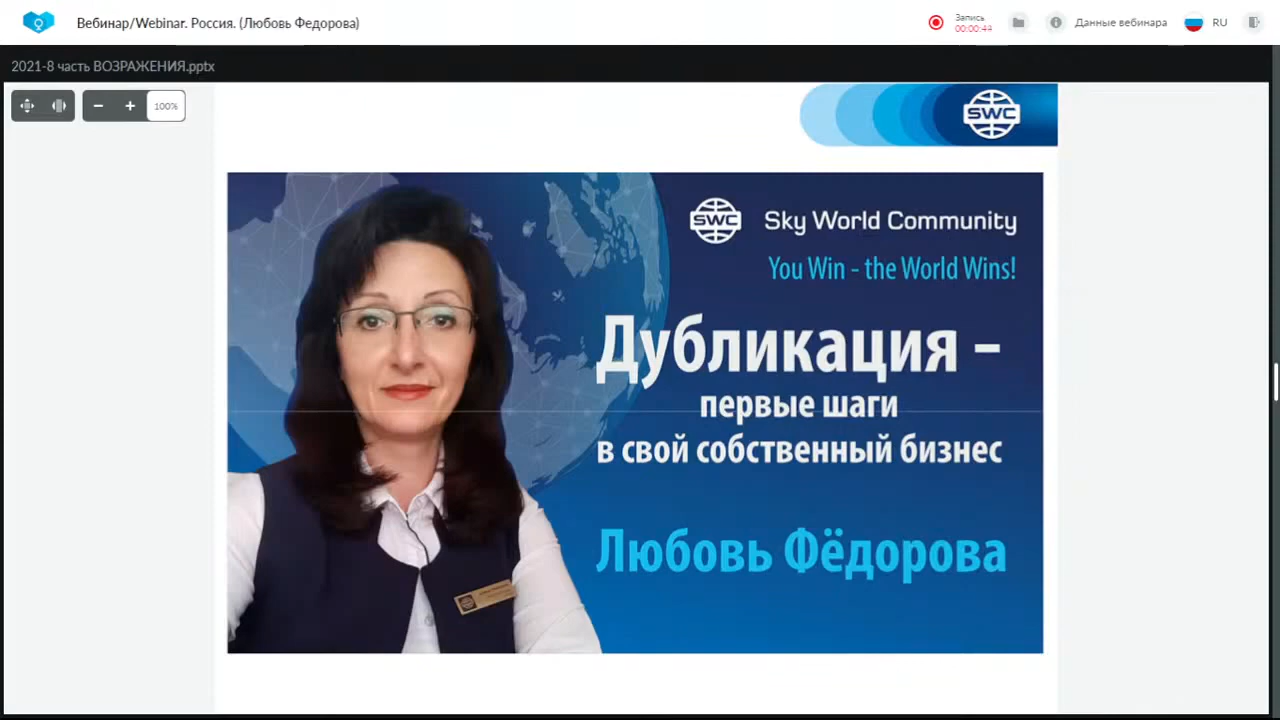 Вебинар/Webinar. Россия. (Любовь Федорова)
Запись
00:00:44
Данные вебинара
RU
2021-8 часть ВОЗРАЖЕНИЯ.pptx
100%
SWC
SWC
Sky World Community
You Win - the World Wins!
Дубликация –
первые шаги
в свой собственный бизнес
Любовь Фёдорова